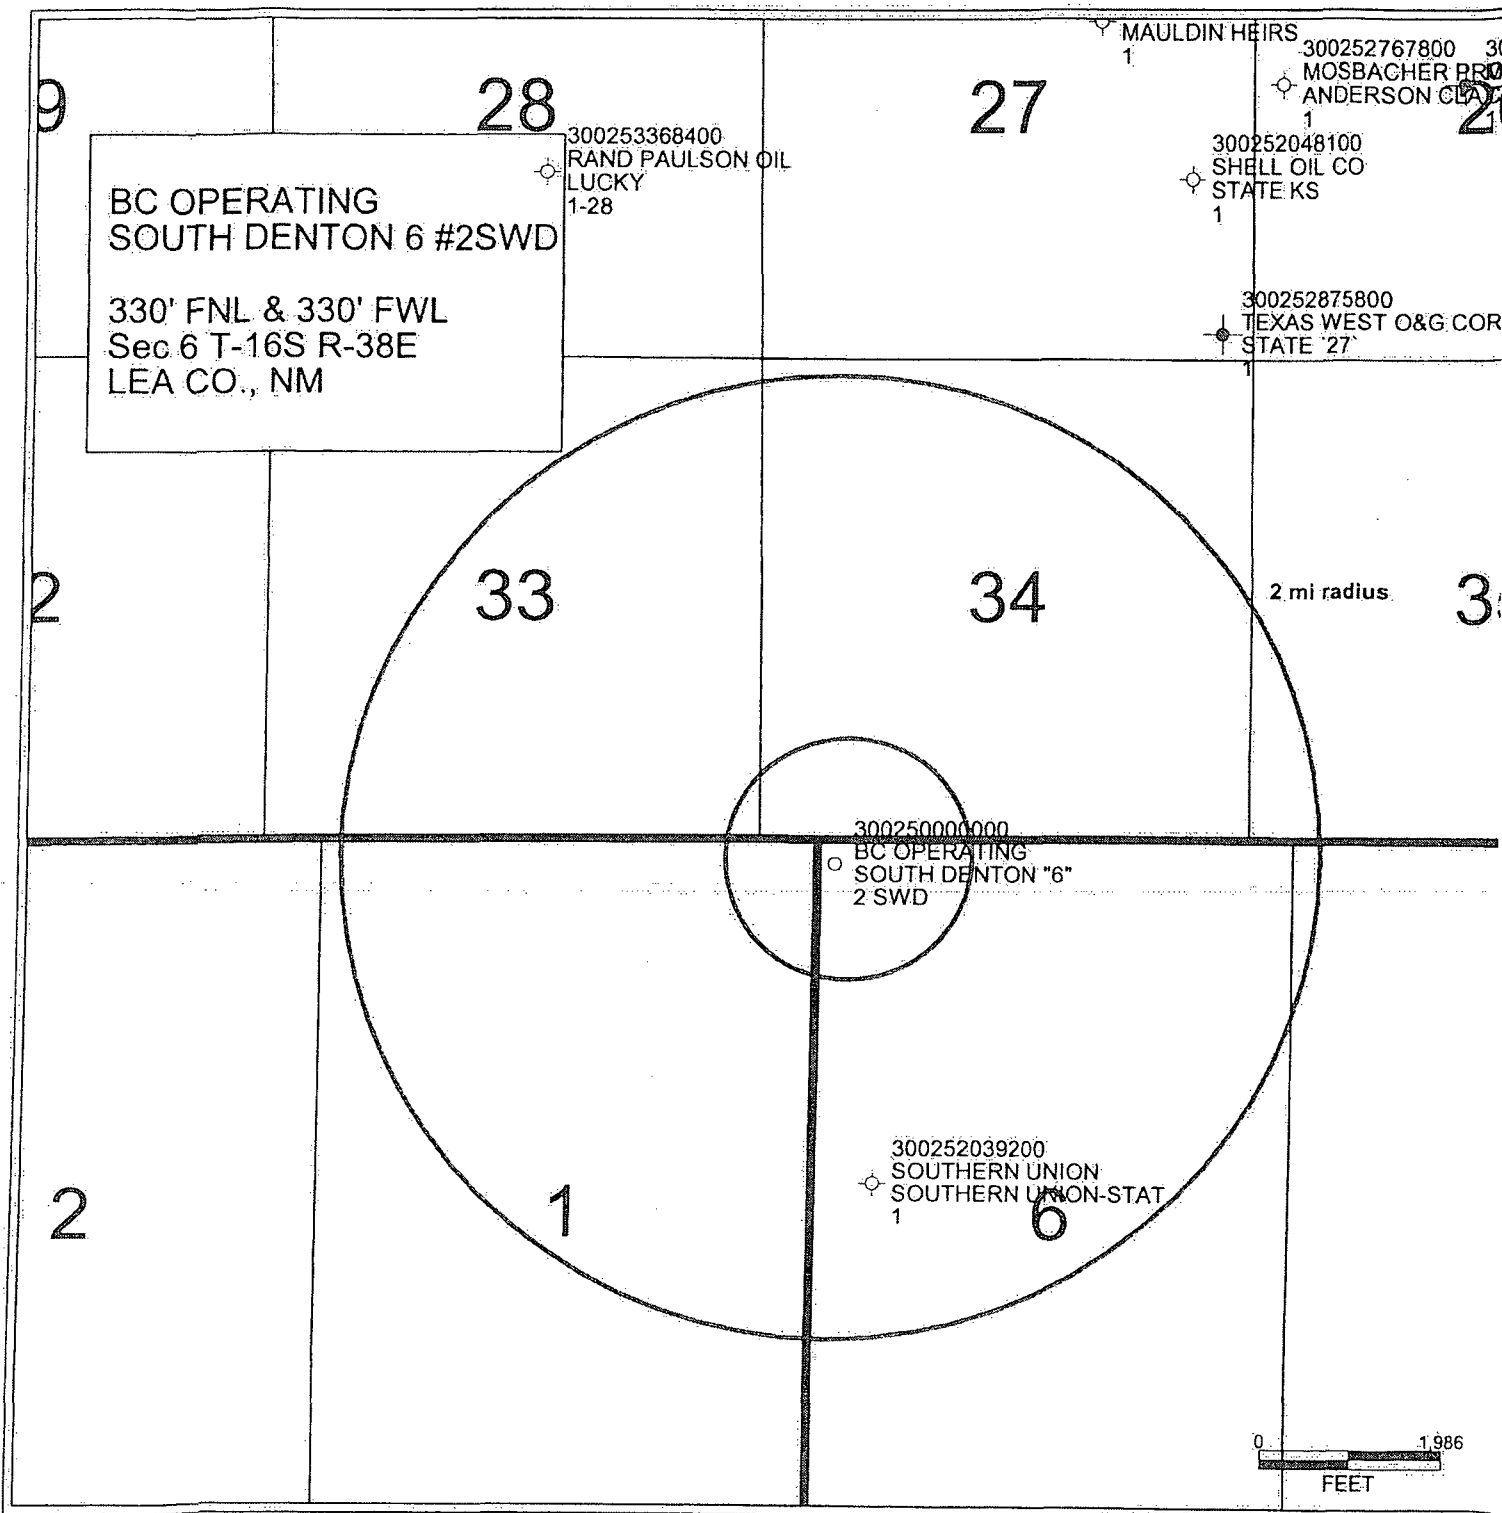 MAULDIN HEIRS
1
300252767800
MOSBACHER PRM
ANDERSON
1
9
28
27
300253368400
RAND PAULSON OIL
LUCKY
1-28
300252048100
SHELL OIL CO
STATE KS
1
BC OPERATING
SOUTH DENTON 6 #2SWD
330' FNL & 330' FWL
Sec 6 T-16S R-38E
LEA CO., NM
300252875800
TEXAS WEST O&G COR
STATE '27'
1
2
33
34
2 mi radius
300250000000
BC OPERATING
SOUTH DENTON "6"
2 SWD
300252039200
SOUTHERN UNION
SOUTHERN UNION-STAT
1
2
1
6
0 1,986
FEET